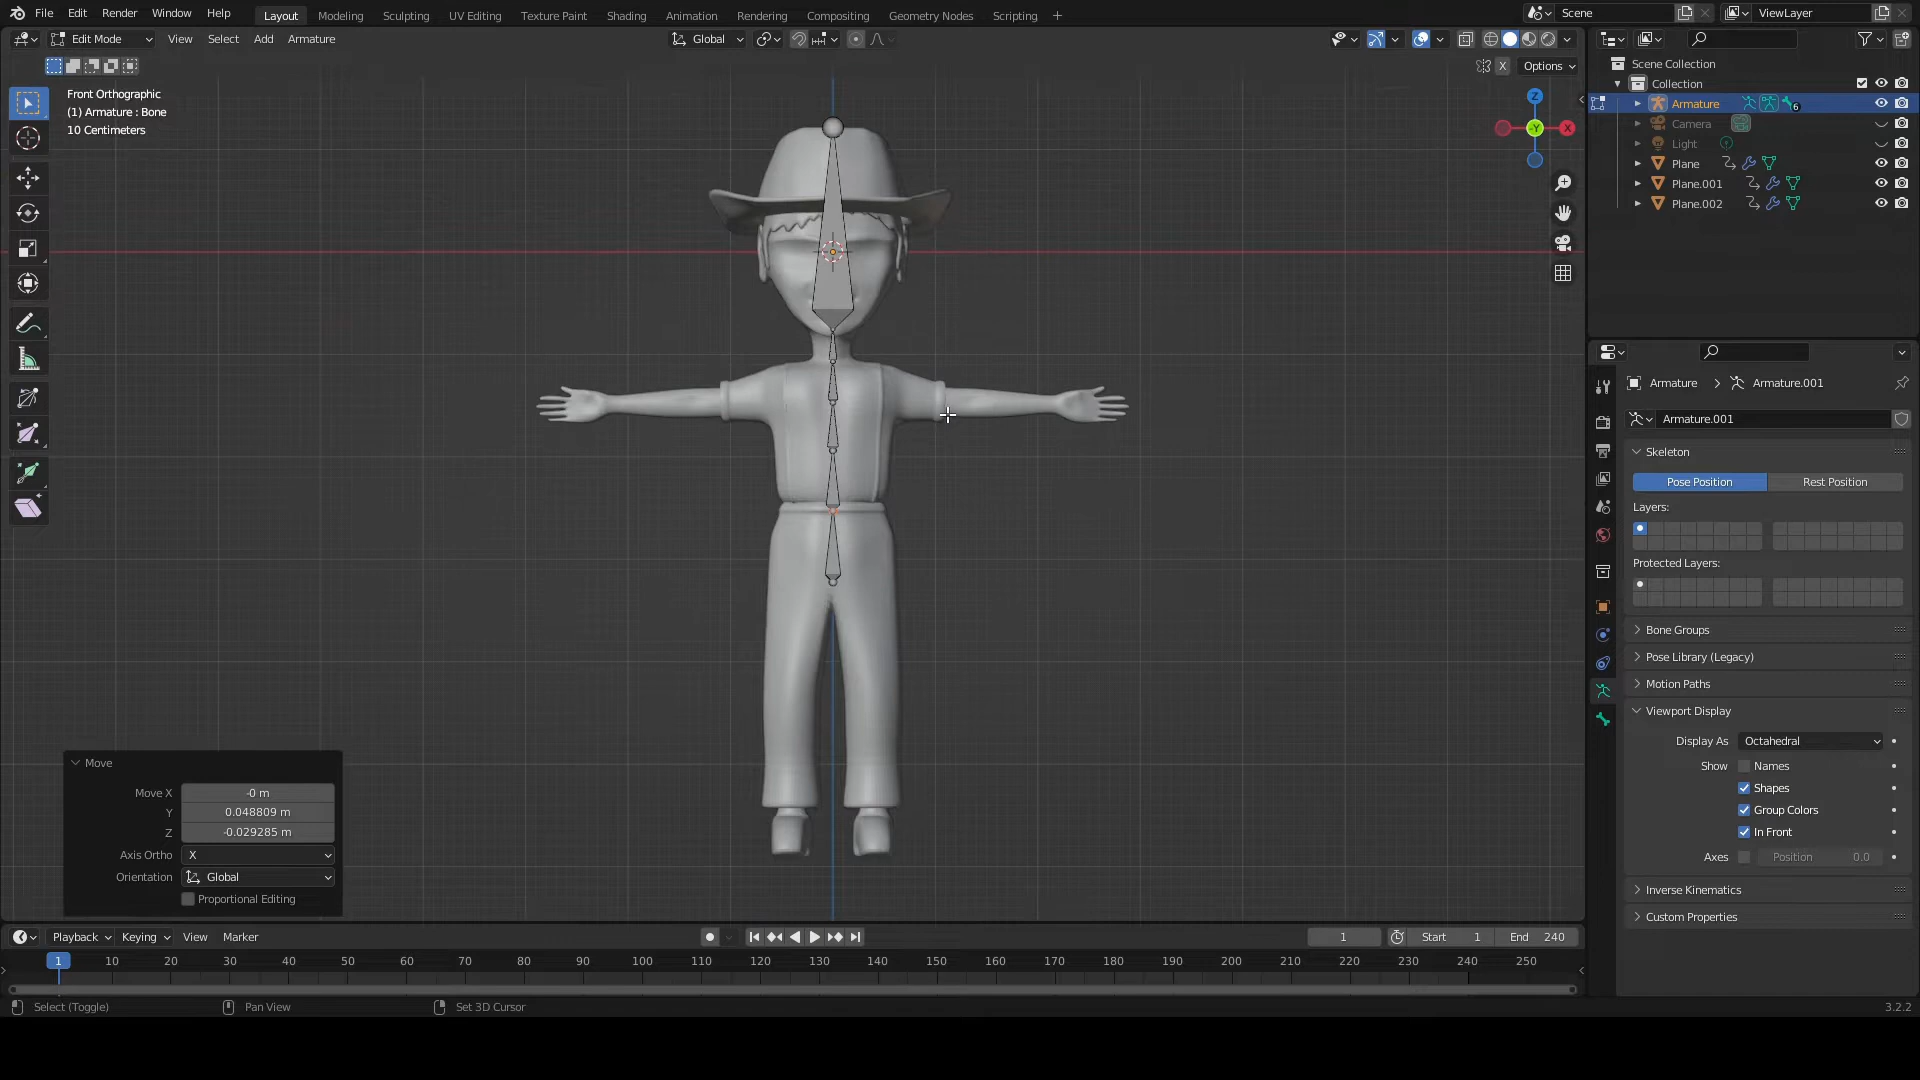 File Edit Render Window Help Layout Modeling Sculpting UV Editing Texture Paint Shading Animation Rendering Compositing Geometry Nodes Scripting + Scene ViewLayer
Edit Mode View Select Add Armature Global
X Options
Front Orthographic
(1) Armature : Bone
10 Centimeters
Z
-Y
X
Move
Move X -0 m
Y 0.048809 m
Z -0.029285 m
Axis Ortho X
Orientation Global
Proportional Editing
Scene Collection
Collection
Armature 6
Camera
Light
Plane
Plane.001
Plane.002
Armature > Armature.001
Armature.001
Skeleton
Pose Position Rest Position
Layers:
Protected Layers:
Bone Groups
Pose Library (Legacy)
Motion Paths
Viewport Display
Display As Octahedral
Show Names
Shapes
Group Colors
In Front
Axes Position 0.0
Inverse Kinematics
Custom Properties
Playback Keying View Marker 1 Start 1 End 240
1 10 20 30 40 50 60 70 80 90 100 110 120 130 140 150 160 170 180 190 200 210 220 230 240 250
Select (Toggle) Pan View Set 3D Cursor 3.2.2